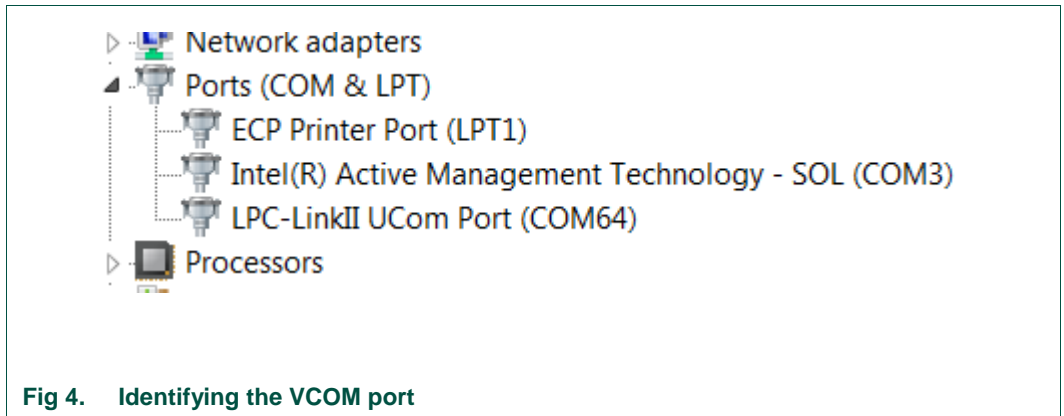 Network adapters
Ports (COM & LPT)
ECP Printer Port (LPT1)
Intel(R) Active Management Technology - SOL (COM3)
LPC-LinkII UCom Port (COM64)
Processors
Fig 4. Identifying the VCOM port